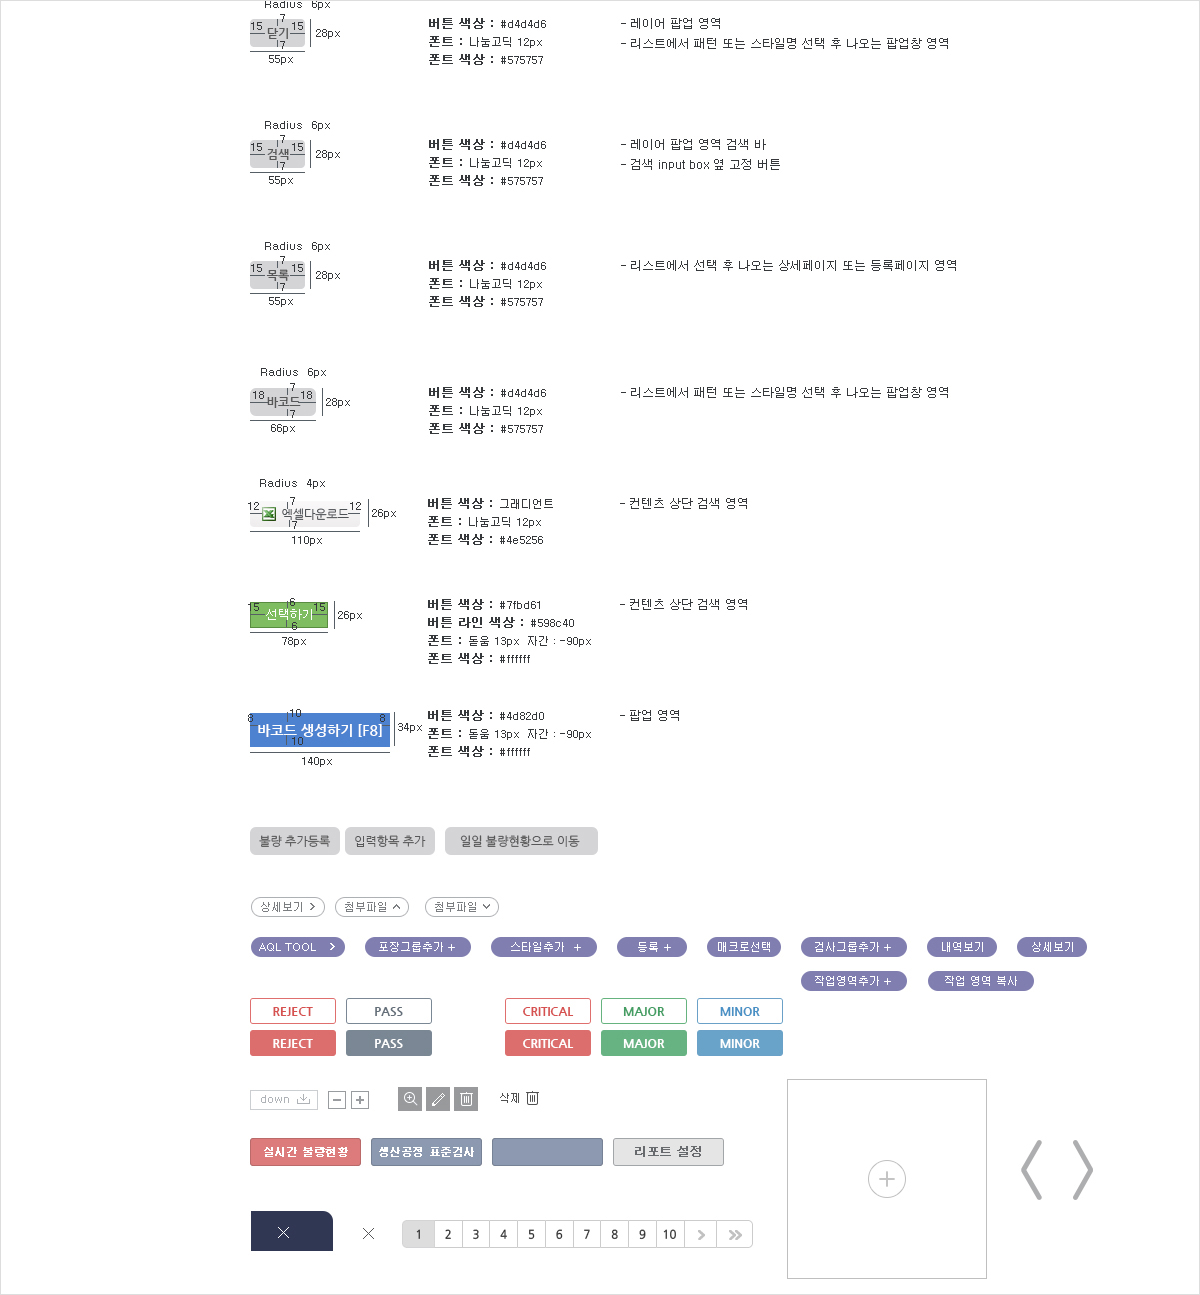 Radius 6px
7
15 닫기 15
7
28px
55px
버튼 색상 : #d4d4d6
폰트 : 나눔고딕 12px
폰트 색상 : #575757
- 레이어 팝업 영역
- 리스트에서 패턴 또는 스타일명 선택 후 나오는 팝업창 영역
Radius 6px
7
15 검색 15
7
28px
55px
버튼 색상 : #d4d4d6
폰트 : 나눔고딕 12px
폰트 색상 : #575757
- 레이어 팝업 영역 검색 바
- 검색 input box 옆 고정 버튼
Radius 6px
7
15 목록 15
7
28px
55px
버튼 색상 : #d4d4d6
폰트 : 나눔고딕 12px
폰트 색상 : #575757
- 리스트에서 선택 후 나오는 상세페이지 또는 등록페이지 영역
Radius 6px
7
18 바코드 18
7
28px
66px
버튼 색상 : #d4d4d6
폰트 : 나눔고딕 12px
폰트 색상 : #575757
- 리스트에서 패턴 또는 스타일명 선택 후 나오는 팝업창 영역
Radius 4px
7
12 엑셀다운로드 12
7
26px
110px
버튼 색상 : 그래디언트
폰트 : 나눔고딕 12px
폰트 색상 : #4e5256
- 컨텐츠 상단 검색 영역
6
15 선택하기 15
6
26px
78px
버튼 색상 : #7fbd61
버튼 라인 색상 : #598c40
폰트 : 돋움 13px 자간 : -90px
폰트 색상 : #ffffff
- 컨텐츠 상단 검색 영역
10
8 바코드 생성하기 [F8] 8
10
34px
140px
버튼 색상 : #4d82d0
폰트 : 돋움 13px 자간 : -90px
폰트 색상 : #ffffff
- 팝업 영역
불량 추가등록 입력항목 추가 일일 불량현황으로 이동
상세보기 첨부파일 첨부파일
AQL TOOL 포장그룹추가 + 스타일추가 + 등록 + 매크로선택 검사그룹추가 + 내역보기 상세보기
작업영역추가 + 작업 영역 복사
REJECT PASS CRITICAL MAJOR MINOR
REJECT PASS CRITICAL MAJOR MINOR
down 삭제
실시간 불량현황 생산공정 표준검사 리포트 설정
1 2 3 4 5 6 7 8 9 10